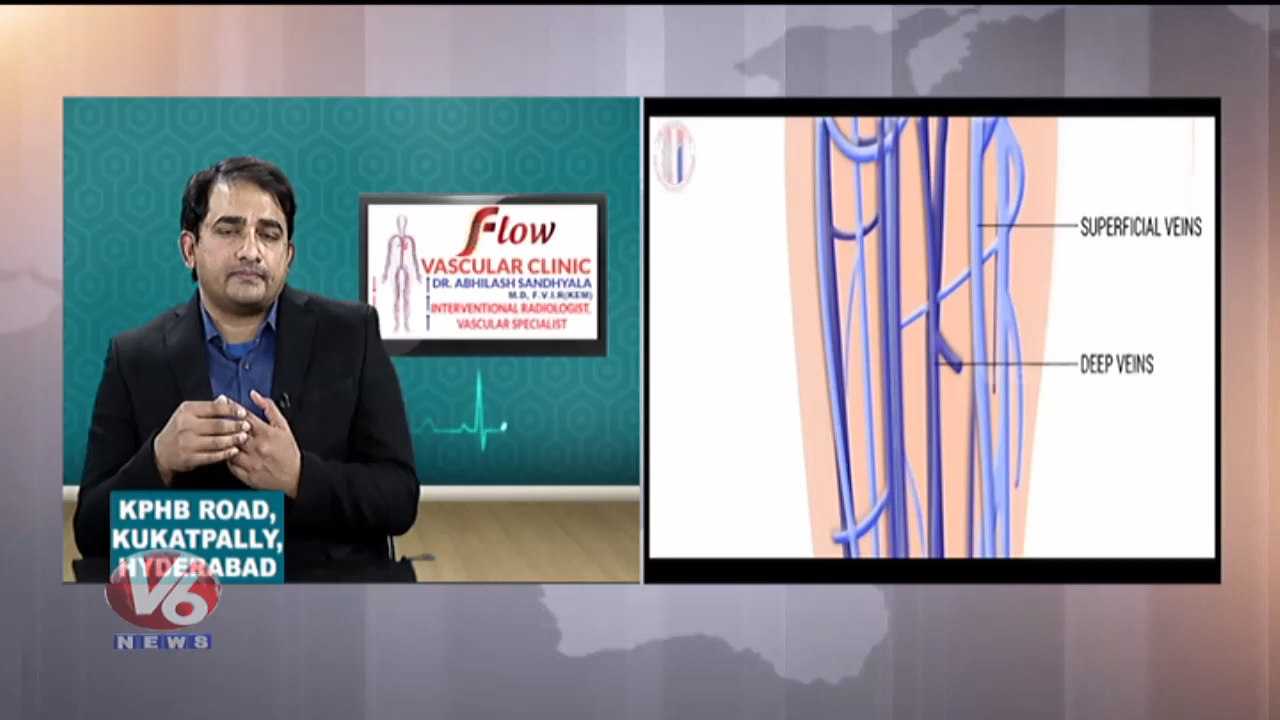 Flow
VASCULAR CLINIC
DR. ABHILASH SANDHYALA
M.D, F.V.I.R(KEM)
INTERVENTIONAL RADIOLOGIST,
VASCULAR SPECIALIST
KPHB ROAD,
KUKATPALLY,
HYDERABAD
V6
NEWS
SUPERFICIAL VEINS
DEEP VEINS